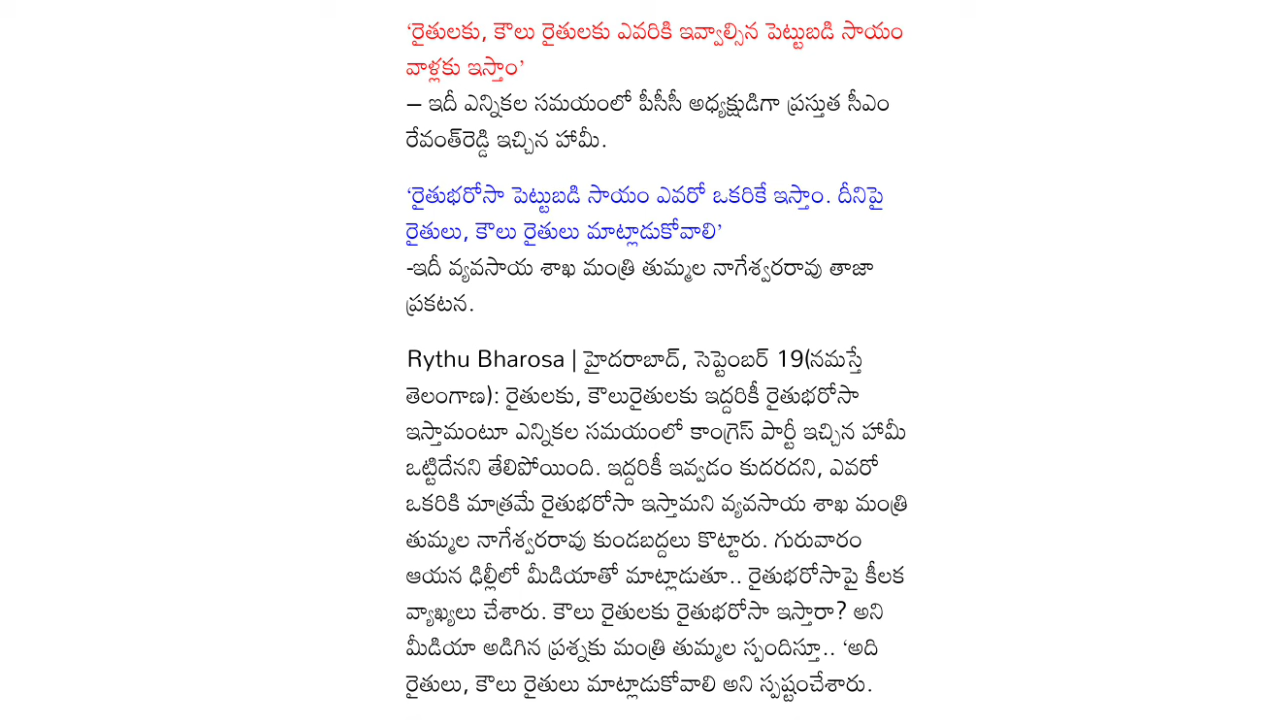 ‘రైతులకు, కౌలు రైతులకు ఎవరికి ఇవ్వాల్సిన పెట్టుబడి సాయం
వాళ్లకు ఇస్తాం’
– ఇదీ ఎన్నికల సమయంలో పీసీసీ అధ్యక్షుడిగా ప్రస్తుత సీఎం
రేవంత్‌రెడ్డి ఇచ్చిన హామీ.
‘రైతుభరోసా పెట్టుబడి సాయం ఎవరో ఒకరికే ఇస్తాం. దీనిపై
రైతులు, కౌలు రైతులు మాట్లాడుకోవాలి’
-ఇదీ వ్యవసాయ శాఖ మంత్రి తుమ్మల నాగేశ్వరరావు తాజా
ప్రకటన.
Rythu Bharosa | హైదరాబాద్‌, సెప్టెంబర్‌ 19(నమస్తే
తెలంగాణ): రైతులకు, కౌలురైతులకు ఇద్దరికీ రైతుభరోసా
ఇస్తామంటూ ఎన్నికల సమయంలో కాంగ్రెస్‌ పార్టీ ఇచ్చిన హామీ
ఒట్టిదేనని తేలిపోయింది. ఇద్దరికీ ఇవ్వడం కుదరదని, ఎవరో
ఒకరికి మాత్రమే రైతుభరోసా ఇస్తామని వ్యవసాయ శాఖ మంత్రి
తుమ్మల నాగేశ్వరరావు కుండబద్దలు కొట్టారు. గురువారం
ఆయన ఢిల్లీలో మీడియాతో మాట్లాడుతూ.. రైతుభరోసాపై కీలక
వ్యాఖ్యలు చేశారు. కౌలు రైతులకు రైతుభరోసా ఇస్తారా? అని
మీడియా అడిగిన ప్రశ్నకు మంత్రి తుమ్మల స్పందిస్తూ.. ‘అది
రైతులు, కౌలు రైతులు మాట్లాడుకోవాలి అని స్పష్టంచేశారు.